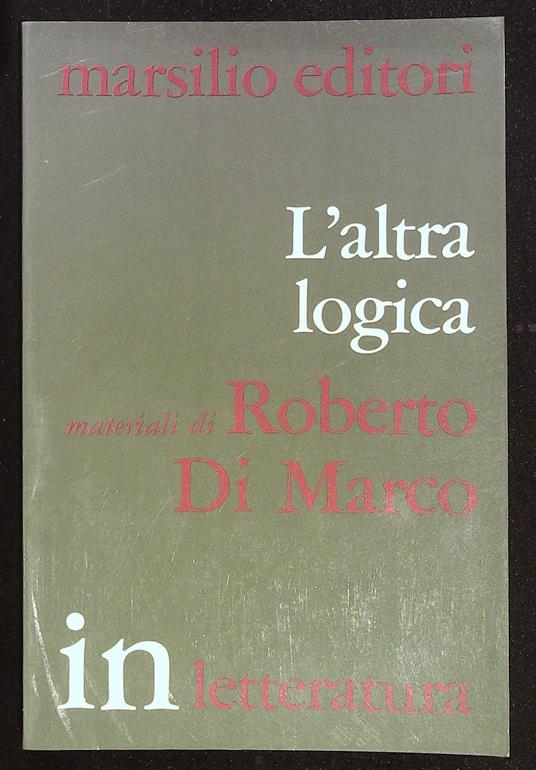 marsilio editori
L'altra
logica
materiali di Roberto
Di Marco
in letteratura